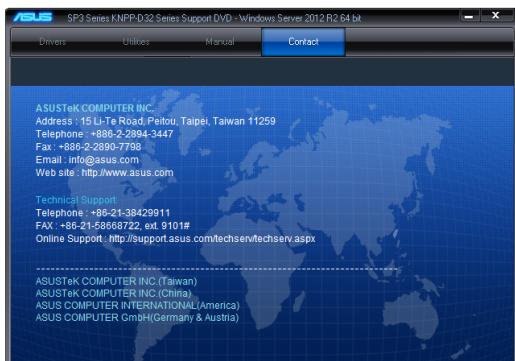 ASUS SP3 Series KNPP-D32 Series Support DVD - Windows Server 2012 R2 64 bit
Drivers Utilities Manual Contact
ASUSTeK COMPUTER INC.
Address : 15 Li-Te Road, Peitou, Taipei, Taiwan 11259
Telephone : +886-2-2894-3447
Fax : +886-2-2890-7798
Email : info@asus.com
Web site : http://www.asus.com
Technical Support
Telephone : +86-21-38429911
FAX : +86-21-58668722, ext. 9101#
Online Support : http://support.asus.com/techserv/techserv.aspx
ASUSTeK COMPUTER INC.(Taiwan)
ASUSTeK COMPUTER INC.(China)
ASUS COMPUTER INTERNATIONAL(America)
ASUS COMPUTER GmbH(Germany & Austria)